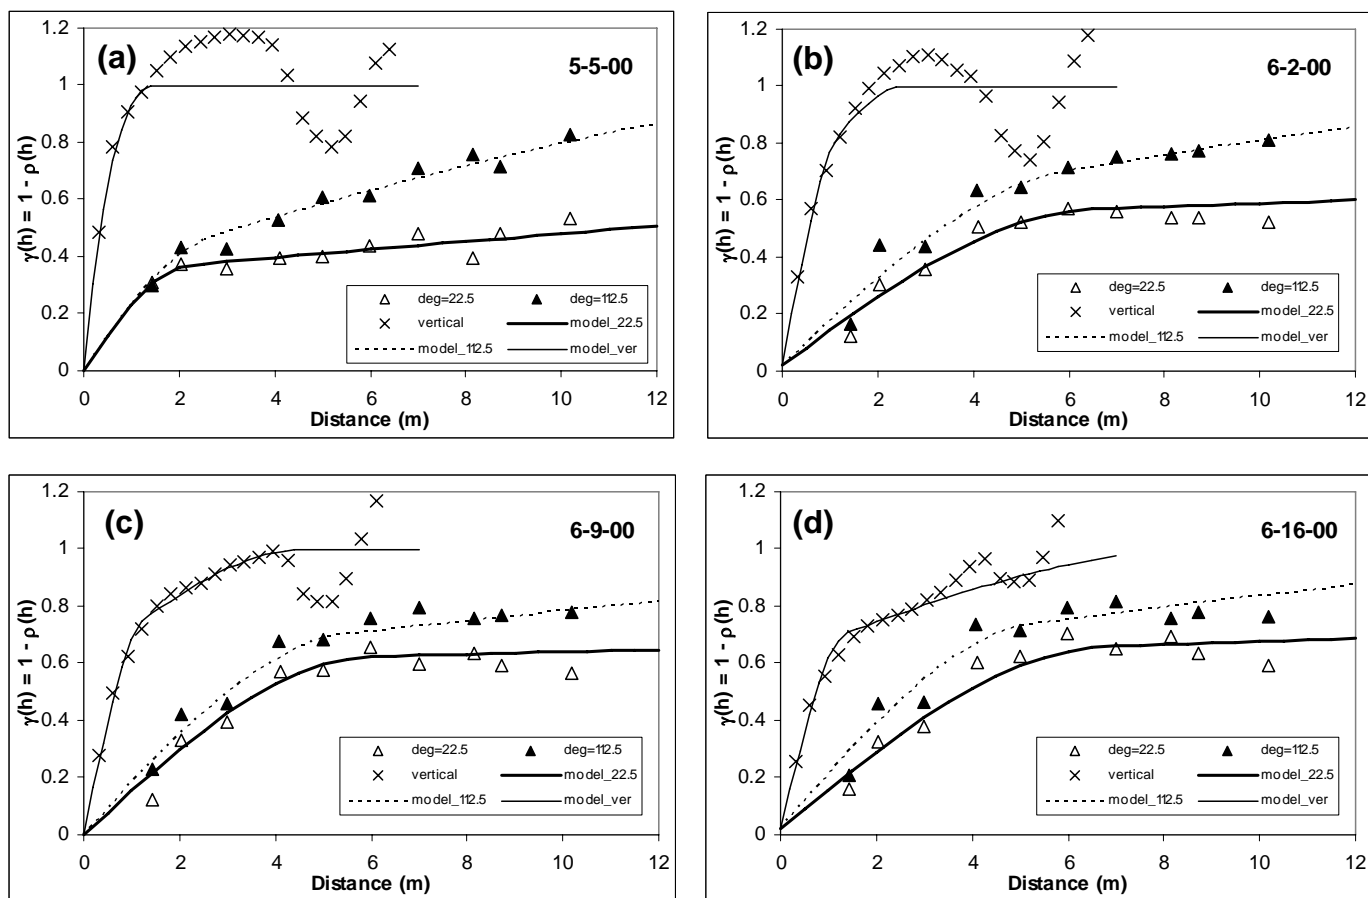 (a)
5-5-00
1.2
1
0.8
0.6
0.4
0.2
0
γ(h) = 1 - ρ(h)
deg=22.5
deg=112.5
vertical
model_22.5
model_112.5
model_ver
0 2 4 6 8 10 12
Distance (m)
(b)
6-2-00
1.2
1
0.8
0.6
0.4
0.2
0
γ(h) = 1 - ρ(h)
deg=22.5
deg=112.5
vertical
model_22.5
model_112.5
model_ver
0 2 4 6 8 10 12
Distance (m)
(c)
6-9-00
1.2
1
0.8
0.6
0.4
0.2
0
γ(h) = 1 - ρ(h)
deg=22.5
deg=112.5
vertical
model_22.5
model_112.5
model_ver
0 2 4 6 8 10 12
Distance (m)
(d)
6-16-00
1.2
1
0.8
0.6
0.4
0.2
0
γ(h) = 1 - ρ(h)
deg=22.5
deg=112.5
vertical
model_22.5
model_112.5
model_ver
0 2 4 6 8 10 12
Distance (m)